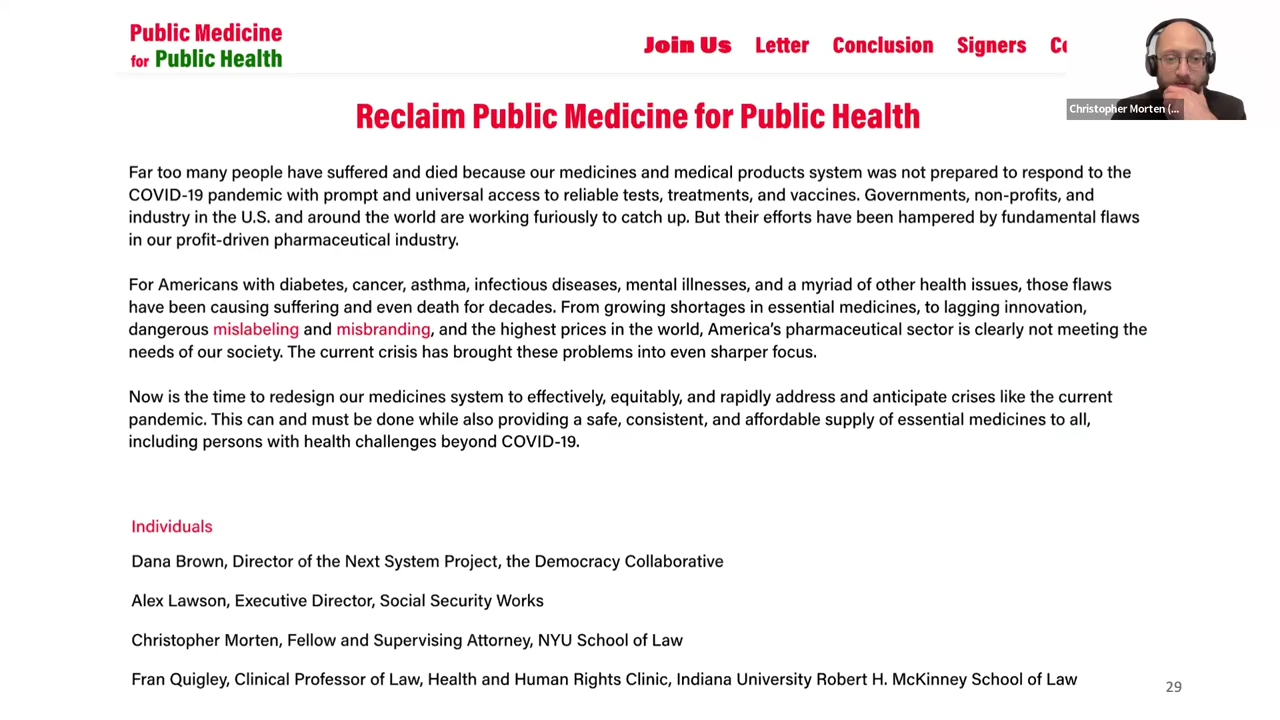 Public Medicine
for Public Health
Join Us Letter Conclusion Signers
Christopher Morten (...
Reclaim Public Medicine for Public Health
Far too many people have suffered and died because our medicines and medical products system was not prepared to respond to the
COVID-19 pandemic with prompt and universal access to reliable tests, treatments, and vaccines. Governments, non-profits, and
industry in the U.S. and around the world are working furiously to catch up. But their efforts have been hampered by fundamental flaws
in our profit-driven pharmaceutical industry.
For Americans with diabetes, cancer, asthma, infectious diseases, mental illnesses, and a myriad of other health issues, those flaws
have been causing suffering and even death for decades. From growing shortages in essential medicines, to lagging innovation,
dangerous mislabeling and misbranding, and the highest prices in the world, America's pharmaceutical sector is clearly not meeting the
needs of our society. The current crisis has brought these problems into even sharper focus.
Now is the time to redesign our medicines system to effectively, equitably, and rapidly address and anticipate crises like the current
pandemic. This can and must be done while also providing a safe, consistent, and affordable supply of essential medicines to all,
including persons with health challenges beyond COVID-19.
Individuals
Dana Brown, Director of the Next System Project, the Democracy Collaborative
Alex Lawson, Executive Director, Social Security Works
Christopher Morten, Fellow and Supervising Attorney, NYU School of Law
Fran Quigley, Clinical Professor of Law, Health and Human Rights Clinic, Indiana University Robert H. McKinney School of Law
29